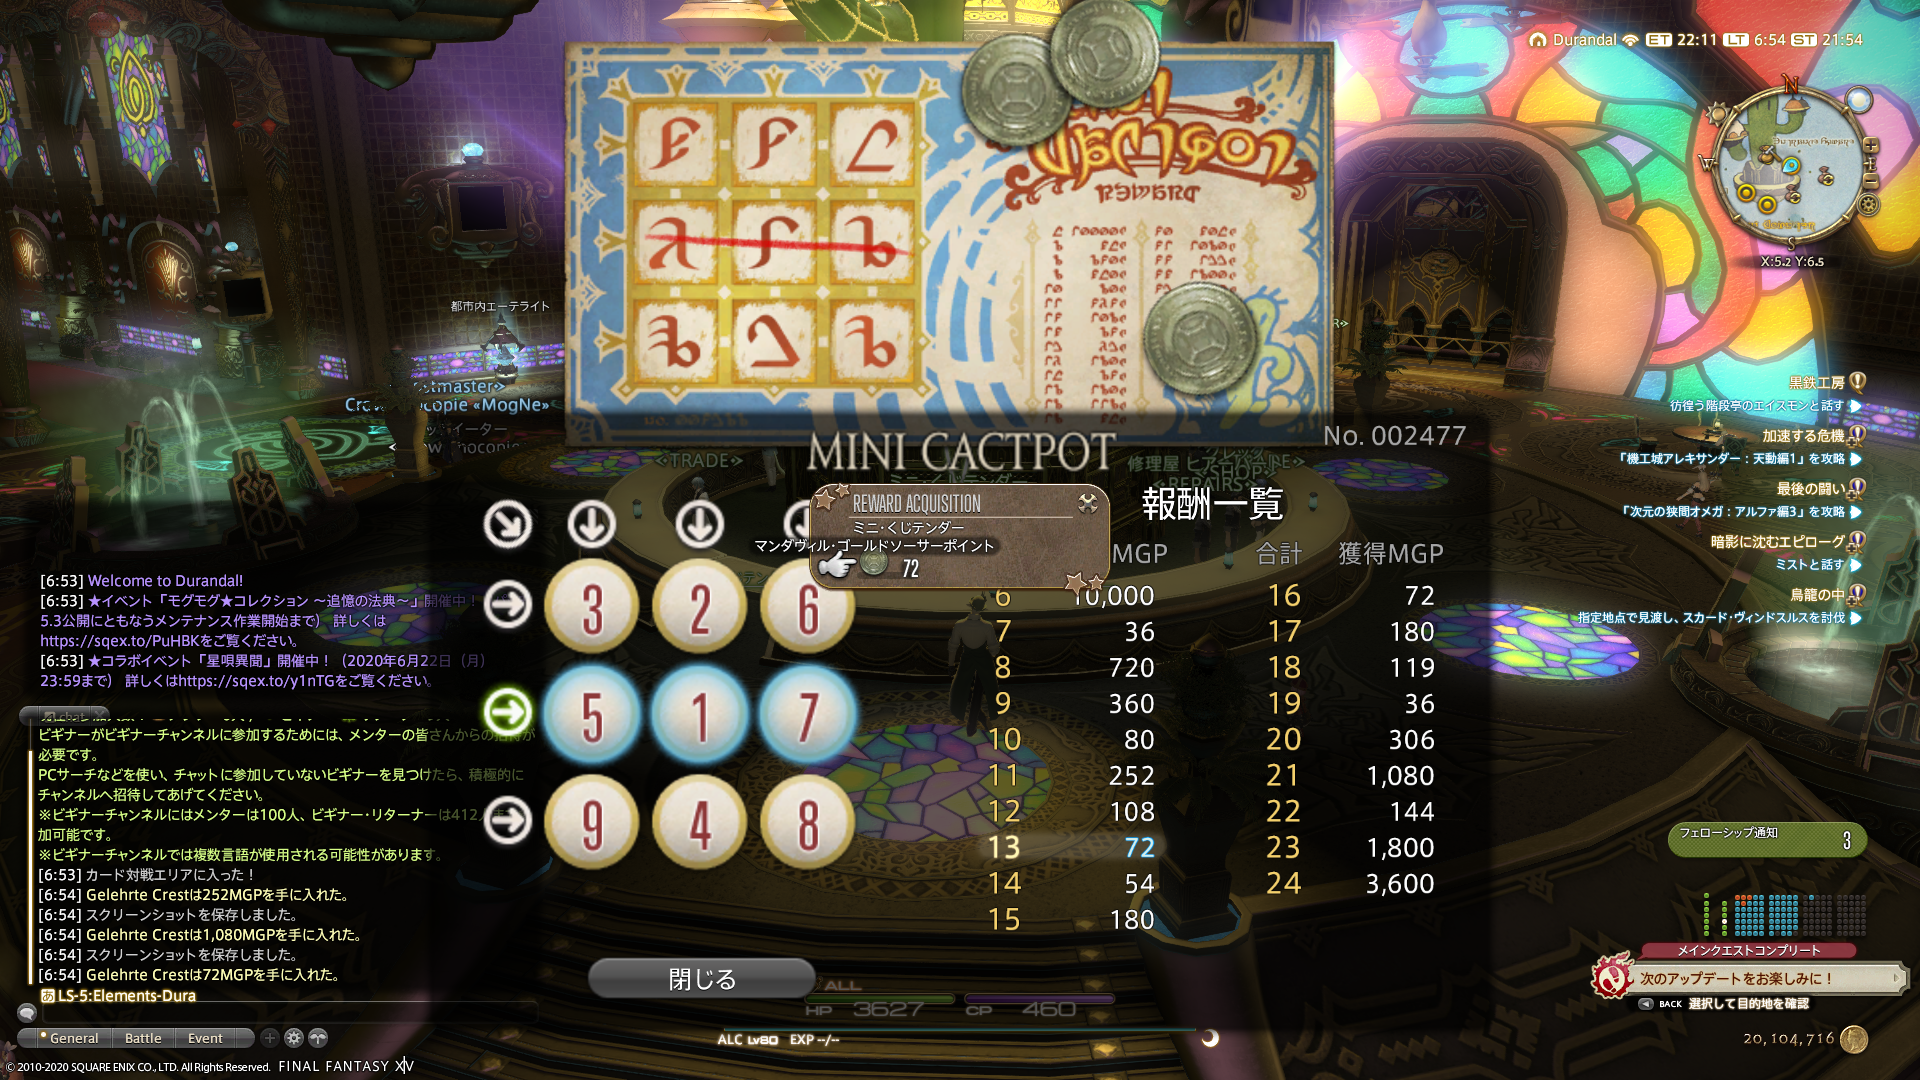 Durandal ET 22:11 LT 6:54 ST 21:54
N
W
S
X:5.2 Y:6.5
都市内エーテライト
No. 002477
MINI CACTPOT
«TRADE»
修理屋
REWARD ACQUISITION
ミニ・くじテンダー
マンダヴィル・ゴールドソーサーポイント
72
報酬一覧
MGP 合計 獲得MGP
3 2 6
5 1 7
9 4 8
6 10,000 16 72
7 36 17 180
8 720 18 119
9 360 19 36
10 80 20 306
11 252 21 1,080
12 108 22 144
13 72 23 1,800
14 54 24 3,600
15 180
閉じる
黒鉄工房
彷徨う階段亭のエイスモンと話す
加速する危機
「機工城アレキサンダー：天動編1」を攻略
最後の闘い
「次元の狭間オメガ：アルファ編3」を攻略
暗影に沈むエピローグ
ミストと話す
鳥籠の中
指定地点で見渡し、スカード・ヴィンドスルスを討伐
[6:53] Welcome to Durandal!
[6:53] ★イベント「モグモグ★コレクション ～追憶の法典～」開催中！
5.3公開にともなうメンテナンス作業開始まで） 詳しくは
https://sqex.to/PuHBKをご覧ください。
[6:53] ★コラボイベント「星唄異聞」開催中！（2020年6月22日（月）
23:59まで） 詳しくはhttps://sqex.to/y1nTGをご覧ください。
ビギナーがビギナーチャンネルに参加するためには、メンターの皆さんからの招待が
必要です。
PCサーチなどを使い、チャットに参加していないビギナーを見つけたら、積極的に
チャンネルへ招待してあげてください。
※ビギナーチャンネルにはメンターは100人、ビギナー・リターナーは412人
加可能です。
※ビギナーチャンネルでは複数言語が使用される可能性があります。
[6:53] カード対戦エリアに入った！
[6:54] Gelehrte Crestは252MGPを手に入れた。
[6:54] スクリーンショットを保存しました。
[6:54] Gelehrte Crestは1,080MGPを手に入れた。
[6:54] スクリーンショットを保存しました。
[6:54] Gelehrte Crestは72MGPを手に入れた。
あ LS-5:Elements-Dura
General Battle Event
ALL
HP 3627 CP 460
ALC Lv80 EXP --/--
フェローシップ通知 3
メインクエストコンプリート
次のアップデートをお楽しみに！
BACK 選択して目的地を確認
20,104,716
© 2010-2020 SQUARE ENIX CO., LTD. All Rights Reserved. FINAL FANTASY XIV